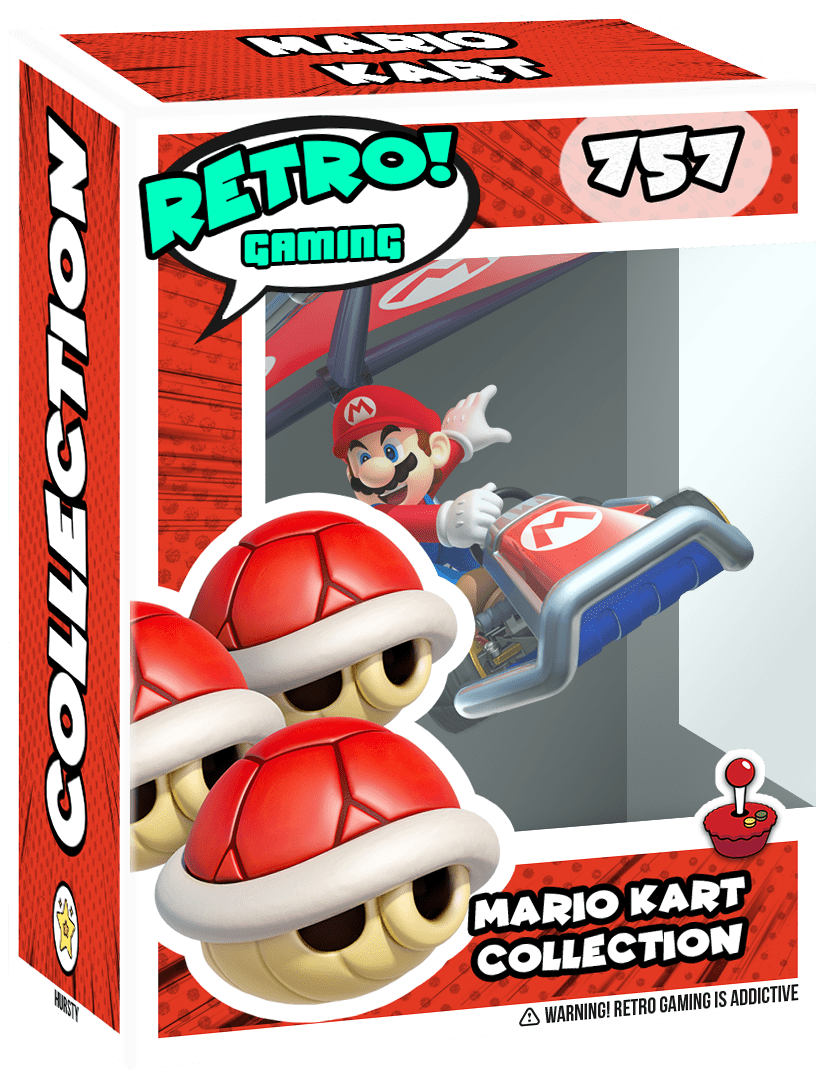 MARIO
KART
RETRO!
GAMING
757
COLLECTION
M
M
M
MARIO KART
COLLECTION
WARNING! RETRO GAMING IS ADDICTIVE
HURSTY